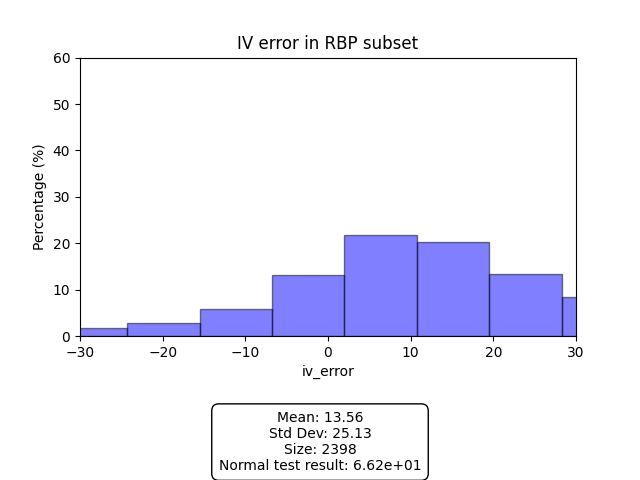 IV error in RBP subset
60
50
40
30
20
10
0
Percentage (%)
−30
−20
−10
0
10
20
30
iv_error
Mean: 13.56
Std Dev: 25.13
Size: 2398
Normal test result: 6.62e+01